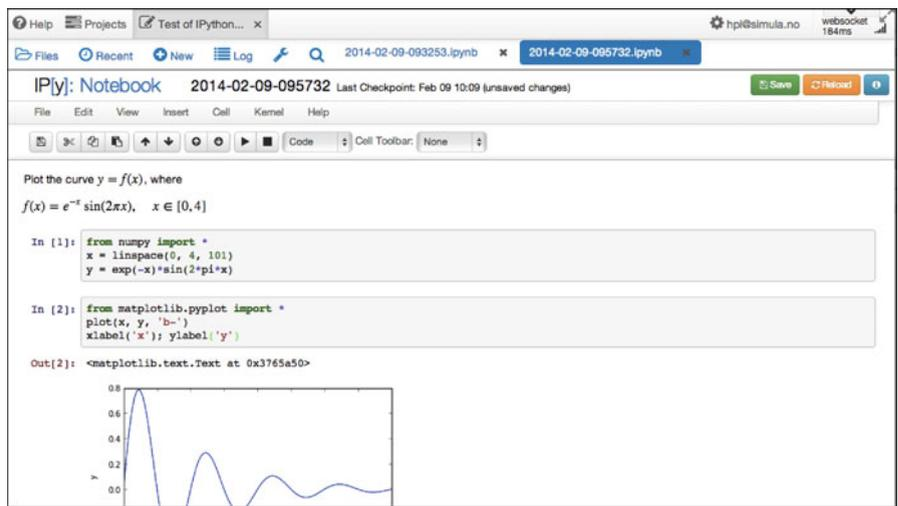 Help Projects Test of IPython... × hpl@simula.no websocket 184ms
Files Recent New Log 2014-02-09-093253.ipynb × 2014-02-09-095732.ipynb ×
IP[y]: Notebook 2014-02-09-095732 Last Checkpoint: Feb 09 10:09 (unsaved changes) Save Reload
File Edit View Insert Cell Kernel Help
Code Cell Toolbar: None
Plot the curve y = f(x), where
f(x) = e^{-x} sin(2πx), x ∈ [0,4]
In [1]: from numpy import *
x = linspace(0, 4, 101)
y = exp(-x)*sin(2*pi*x)
In [2]: from matplotlib.pyplot import *
plot(x, y, 'b-')
xlabel('x'); ylabel('y')
Out[2]: <matplotlib.text.Text at 0x3765a50>
0.8
0.6
0.4
0.2
y
0.0